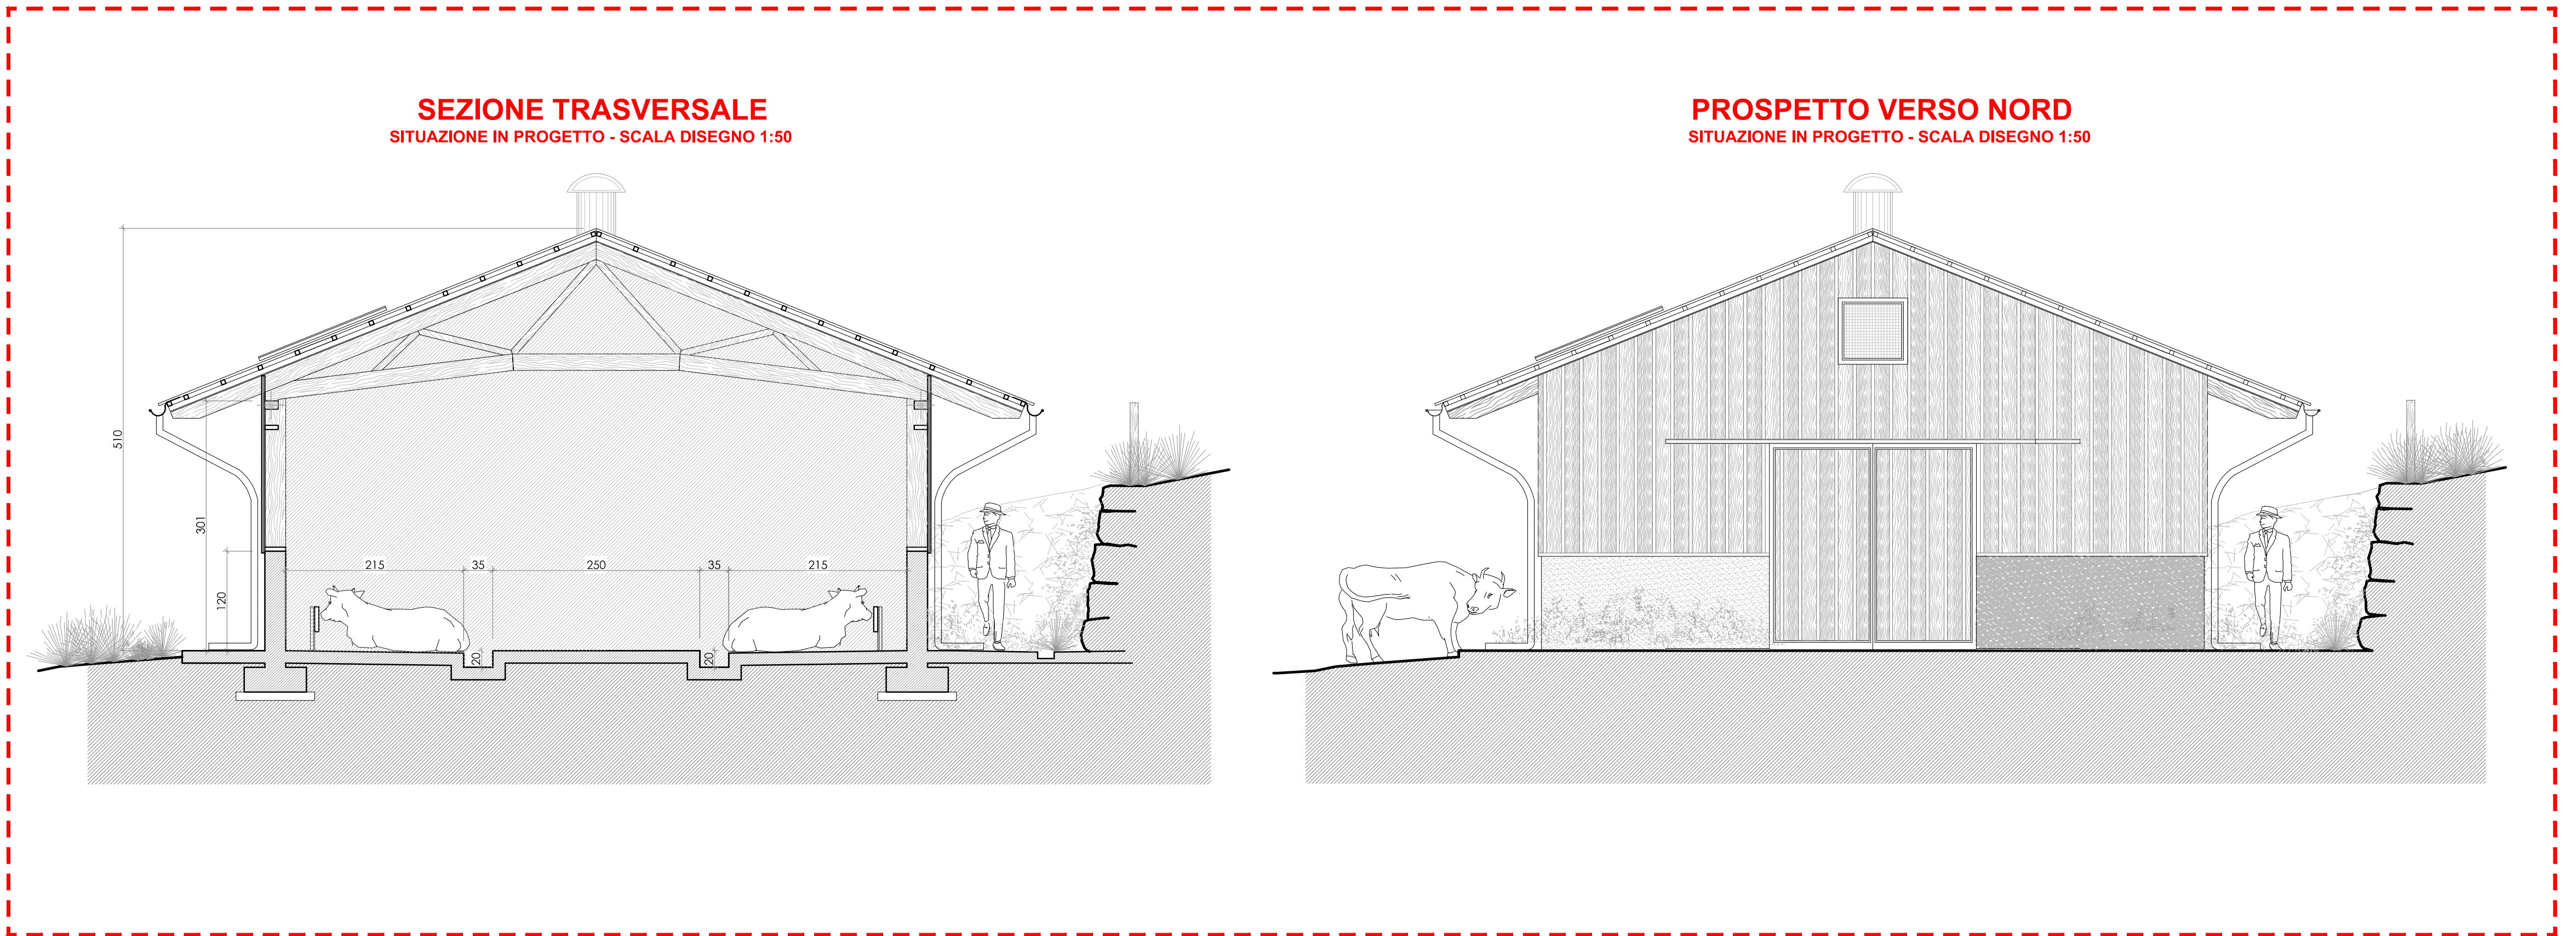 SEZIONE TRASVERSALE
SITUAZIONE IN PROGETTO - SCALA DISEGNO 1:50
PROSPETTO VERSO NORD
SITUAZIONE IN PROGETTO - SCALA DISEGNO 1:50
510
301
120
215 35 250 35 215
20 20